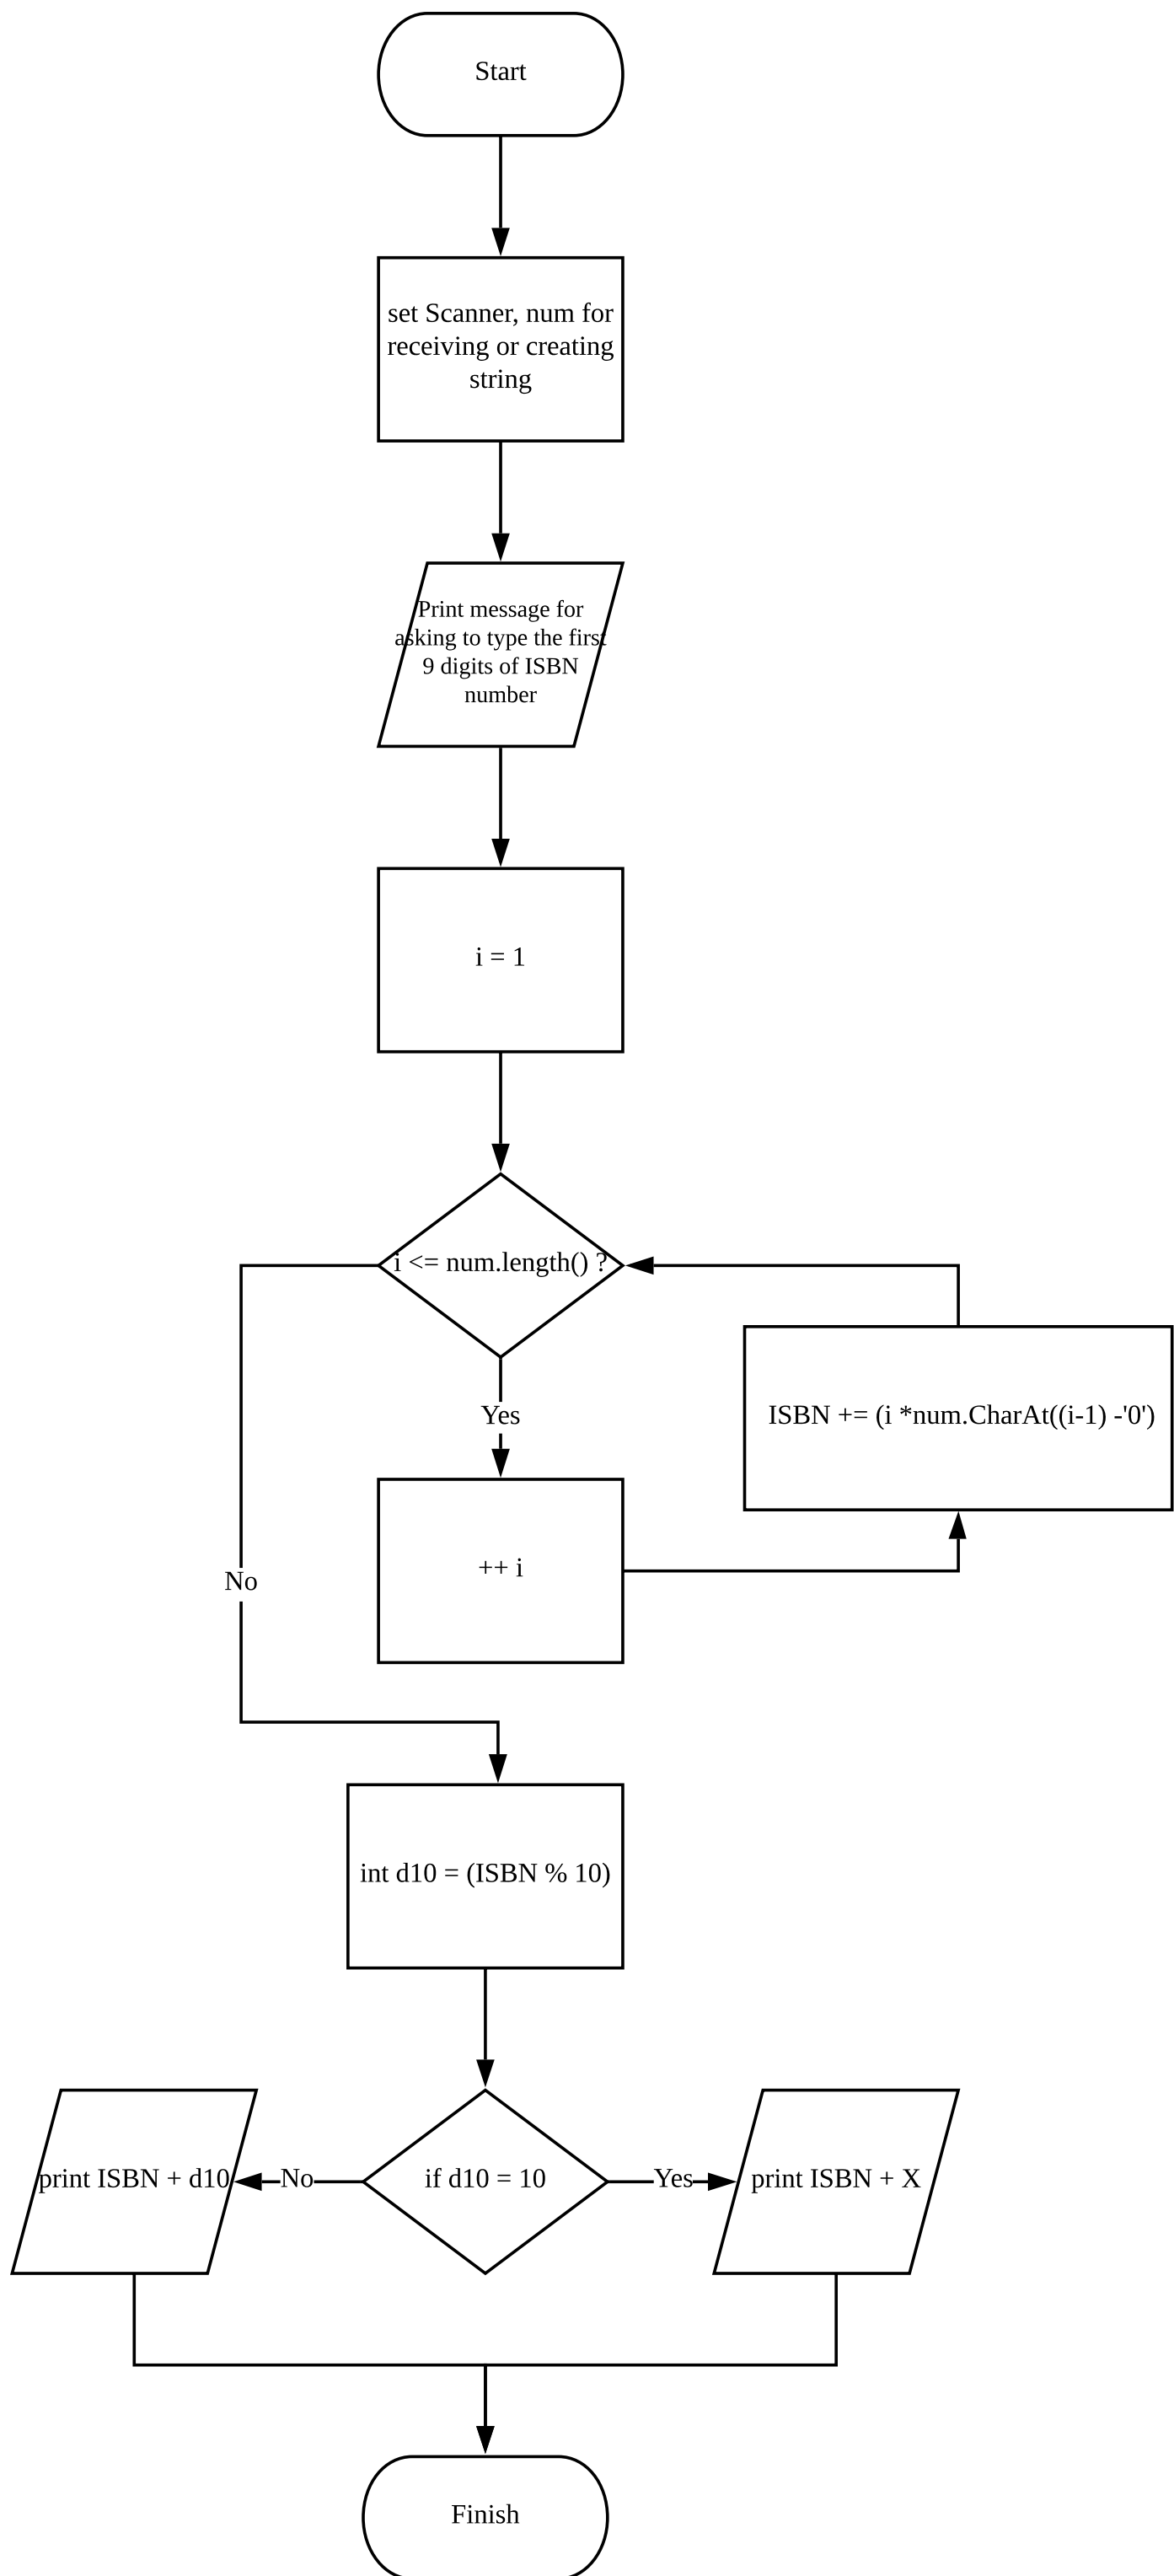 Start
set Scanner, num for
receiving or creating
string
Print message for
asking to type the first
9 digits of ISBN
number
i = 1
i <= num.length() ?
Yes
ISBN += (i *num.CharAt((i-1) -'0')
++ i
No
int d10 = (ISBN % 10)
print ISBN + d10
No
if d10 = 10
Yes
print ISBN + X
Finish